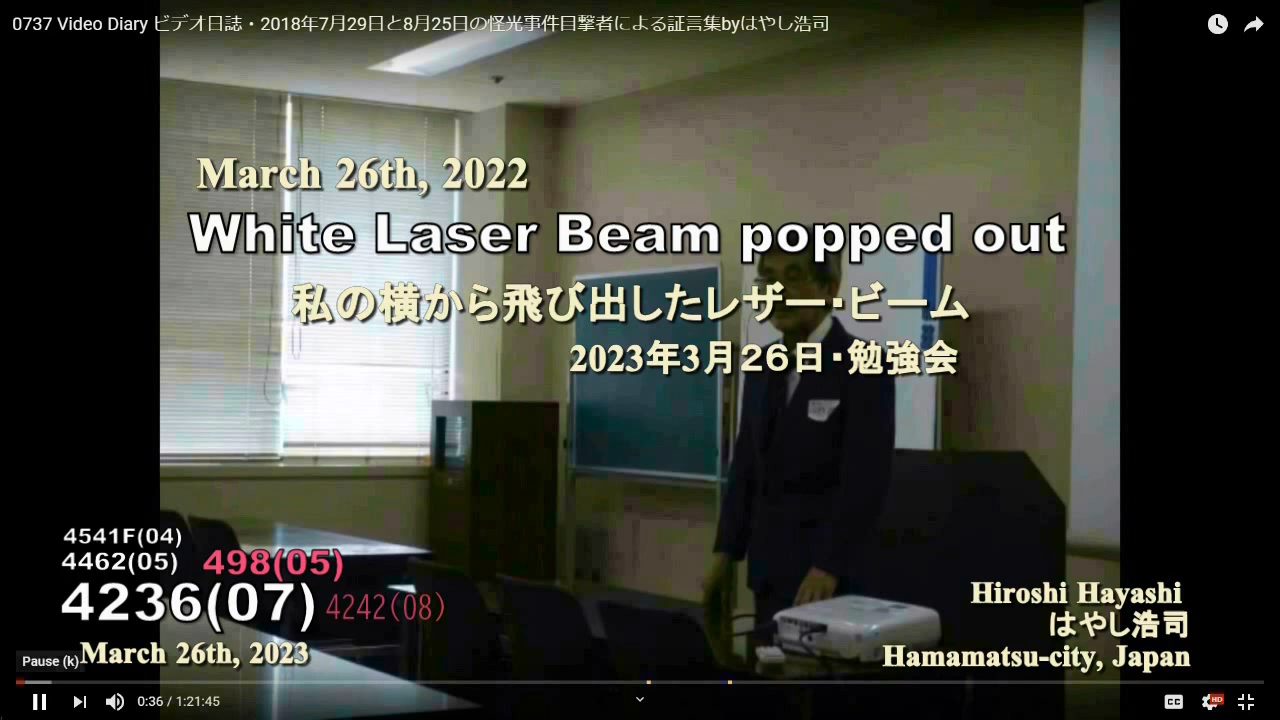 0737 Video Diary ビデオ日誌・2018年7月29日と8月25日の怪光事件目撃者による証言集byはやし浩司
March 26th, 2022
White Laser Beam popped out
私の横から飛び出したレザー・ビーム
2023年3月26日・勉強会
4541F(04)
4462(05) 498(05)
4236(07) 4242(08)
March 26th, 2023
Hiroshi Hayashi
はやし浩司
Hamamatsu-city, Japan
Pause (k)
0:36 / 1:21:45
CC
HD